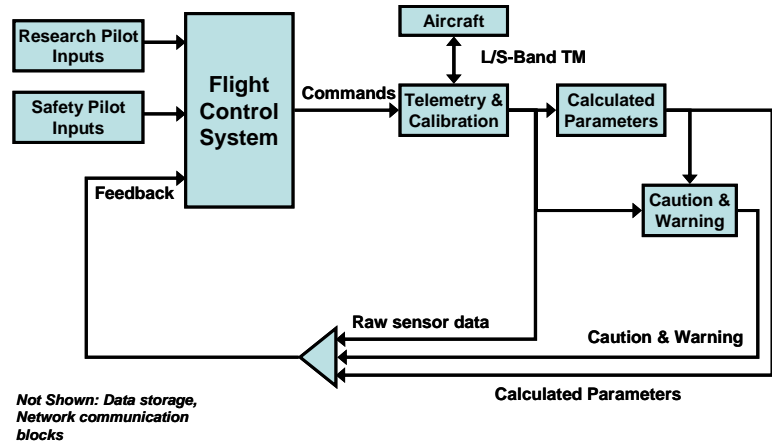 Research Pilot
Inputs
Safety Pilot
Inputs
Flight
Control
System
Feedback
Commands
Aircraft
L/S-Band TM
Telemetry &
Calibration
Calculated
Parameters
Caution &
Warning
Raw sensor data
Caution & Warning
Calculated Parameters
Not Shown: Data storage,
Network communication
blocks